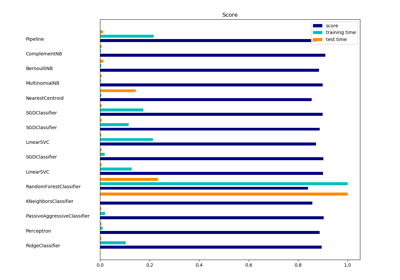 Score
score
training time
test time
Pipeline
ComplementNB
BernoulliNB
MultinomialNB
NearestCentroid
SGDClassifier
SGDClassifier
LinearSVC
SGDClassifier
LinearSVC
RandomForestClassifier
KNeighborsClassifier
PassiveAggressiveClassifier
Perceptron
RidgeClassifier
0.0 0.2 0.4 0.6 0.8 1.0